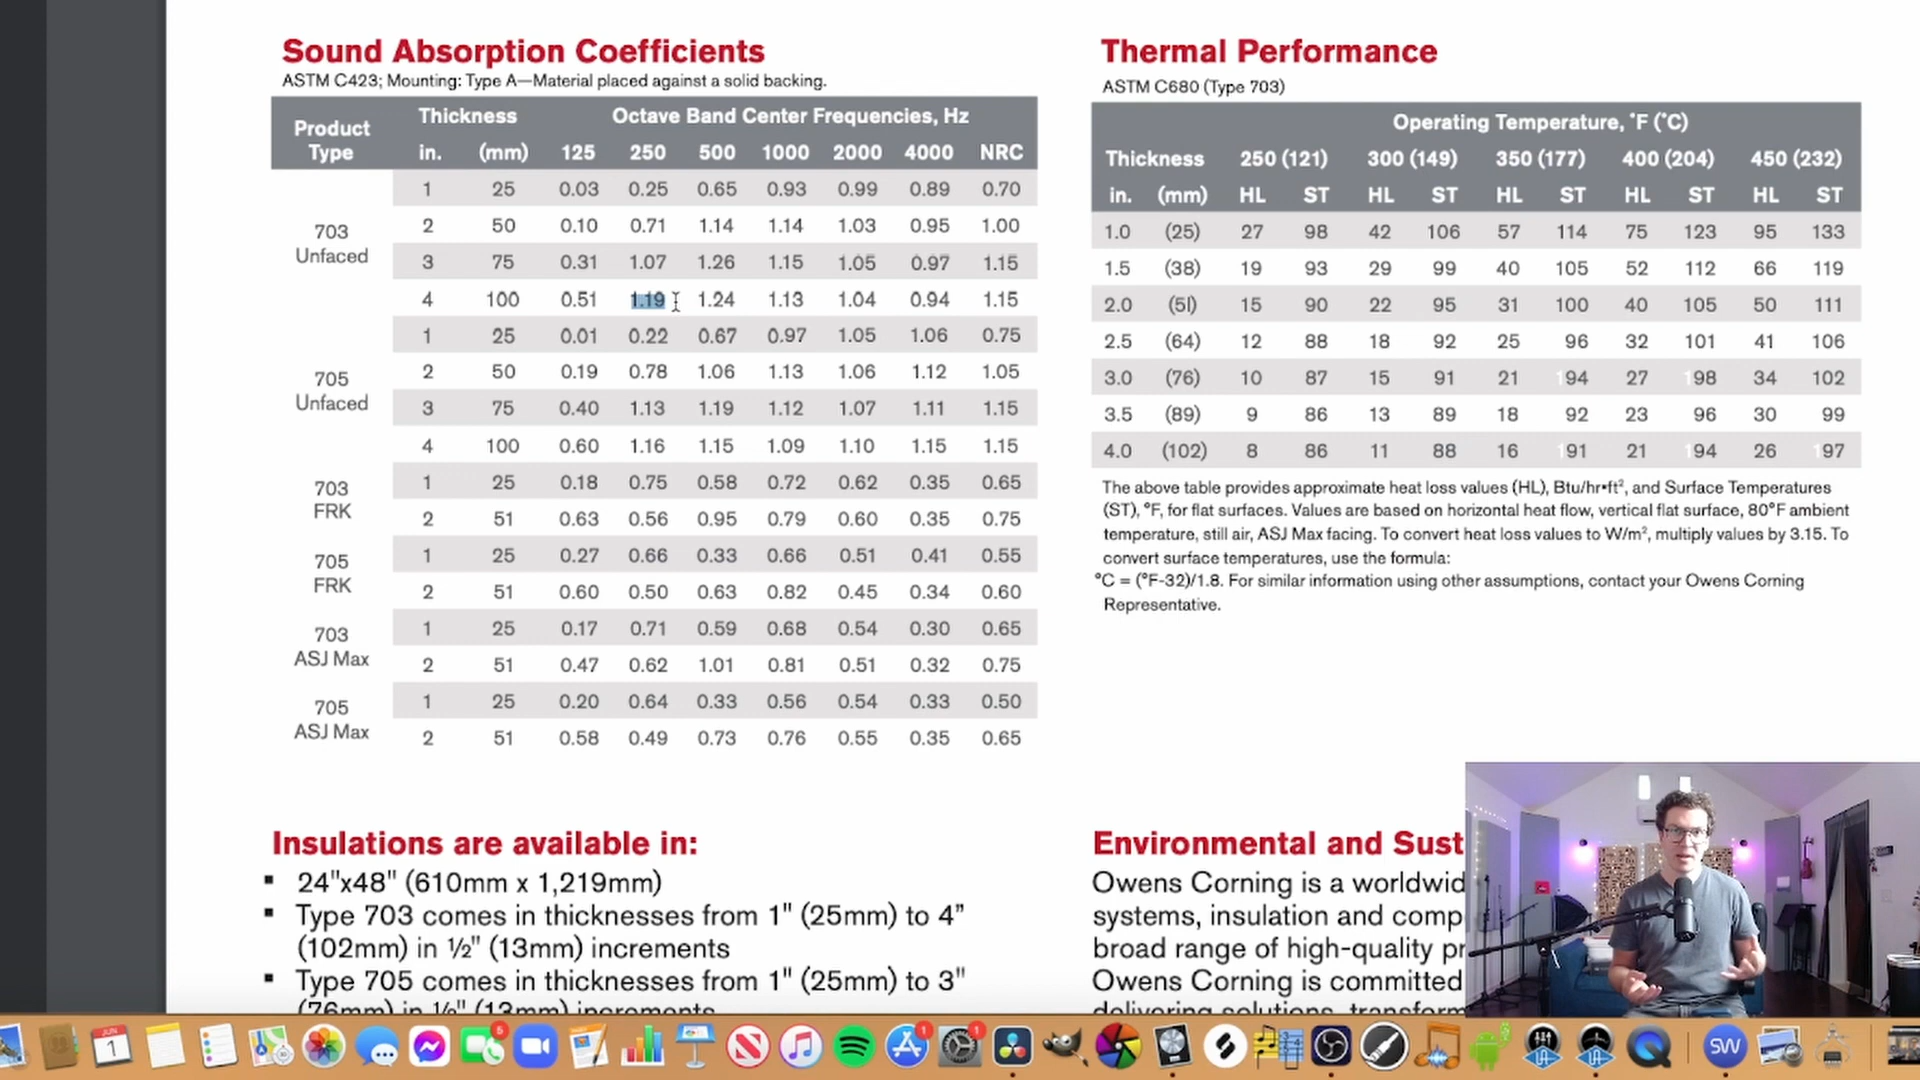 Sound Absorption Coefficients
ASTM C423; Mounting: Type A—Material placed against a solid backing.
Product Type Thickness Octave Band Center Frequencies, Hz
in. (mm) 125 250 500 1000 2000 4000 NRC
703 Unfaced
1 25 0.03 0.25 0.65 0.93 0.99 0.89 0.70
2 50 0.10 0.71 1.14 1.14 1.03 0.95 1.00
3 75 0.31 1.07 1.26 1.15 1.05 0.97 1.15
4 100 0.51 1.19 1.24 1.13 1.04 0.94 1.15
705 Unfaced
1 25 0.01 0.22 0.67 0.97 1.05 1.06 0.75
2 50 0.19 0.78 1.06 1.13 1.06 1.12 1.05
3 75 0.40 1.13 1.19 1.12 1.07 1.11 1.15
4 100 0.60 1.16 1.15 1.09 1.10 1.15 1.15
703 FRK
1 25 0.18 0.75 0.58 0.72 0.62 0.35 0.65
2 51 0.63 0.56 0.95 0.79 0.60 0.35 0.75
705 FRK
1 25 0.27 0.66 0.33 0.66 0.51 0.41 0.55
2 51 0.60 0.50 0.63 0.82 0.45 0.34 0.60
703 ASJ Max
1 25 0.17 0.71 0.59 0.68 0.54 0.30 0.65
2 51 0.47 0.62 1.01 0.81 0.51 0.32 0.75
705 ASJ Max
1 25 0.20 0.64 0.33 0.56 0.54 0.33 0.50
2 51 0.58 0.49 0.73 0.76 0.55 0.35 0.65
Thermal Performance
ASTM C680 (Type 703)
Operating Temperature, °F (°C)
Thickness 250 (121) 300 (149) 350 (177) 400 (204) 450 (232)
in. (mm) HL ST HL ST HL ST HL ST HL ST
1.0 (25) 27 98 42 106 57 114 75 123 95 133
1.5 (38) 19 93 29 99 40 105 52 112 66 119
2.0 (5l) 15 90 22 95 31 100 40 105 50 111
2.5 (64) 12 88 18 92 25 96 32 101 41 106
3.0 (76) 10 87 15 91 21 194 27 198 34 102
3.5 (89) 9 86 13 89 18 92 23 96 30 99
4.0 (102) 8 86 11 88 16 191 21 194 26 197
The above table provides approximate heat loss values (HL), Btu/hr•ft², and Surface Temperatures
(ST), °F, for flat surfaces. Values are based on horizontal heat flow, vertical flat surface, 80°F ambient
temperature, still air, ASJ Max facing. To convert heat loss values to W/m², multiply values by 3.15. To
convert surface temperatures, use the formula:
°C = (°F-32)/1.8. For similar information using other assumptions, contact your Owens Corning
Representative.
Insulations are available in:
▪ 24"x48" (610mm x 1,219mm)
▪ Type 703 comes in thicknesses from 1" (25mm) to 4”
(102mm) in ½" (13mm) increments
▪ Type 705 comes in thicknesses from 1" (25mm) to 3"
(76mm) in ½" (13mm) increments
Environmental and Sust
Owens Corning is a worldwid
systems, insulation and comp
broad range of high-quality pr
Owens Corning is committed
delivering solutions, transform
JUN
1
5
1
1
SW